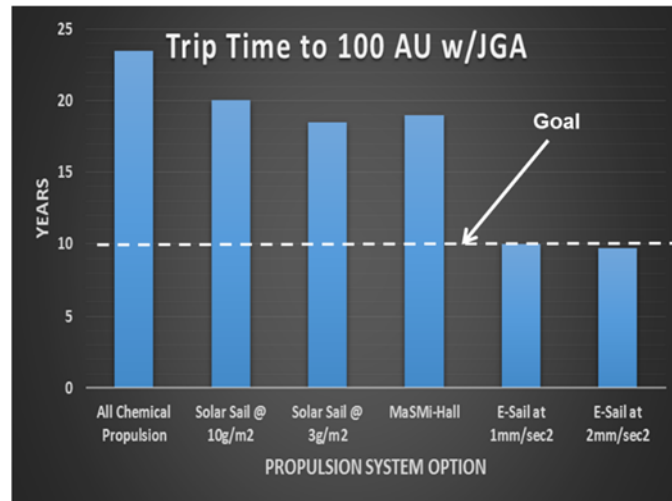 Trip Time to 100 AU w/JGA
Goal
YEARS
25
20
15
10
5
0
All Chemical
Propulsion
Solar Sail @
10g/m2
Solar Sail @
3g/m2
MaSMi-Hall
E-Sail at
1mm/sec2
E-Sail at
2mm/sec2
PROPULSION SYSTEM OPTION